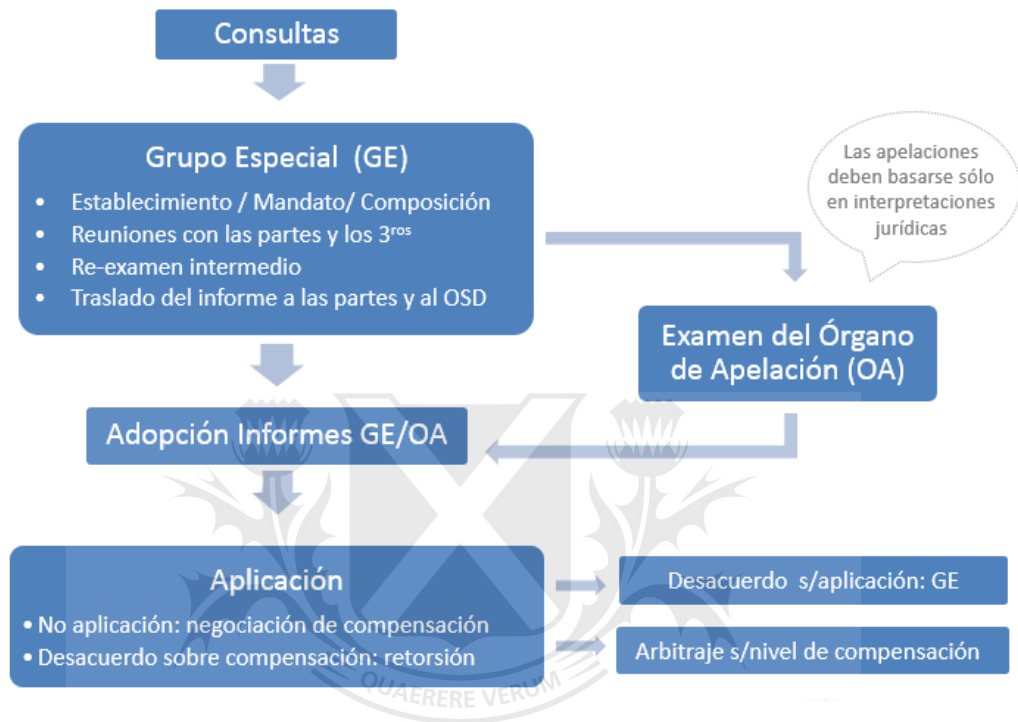 Consultas
Grupo Especial (GE)
• Establecimiento / Mandato/ Composición
• Reuniones con las partes y los 3ros
• Re-examen intermedio
• Traslado del informe a las partes y al OSD
Las apelaciones
deben basarse sólo
en interpretaciones
jurídicas
Examen del Órgano
de Apelación (OA)
Adopción Informes GE/OA
Aplicación
• No aplicación: negociación de compensación
• Desacuerdo sobre compensación: retorsión
Desacuerdo s/aplicación: GE
Arbitraje s/nivel de compensación
QUAERERE VERUM